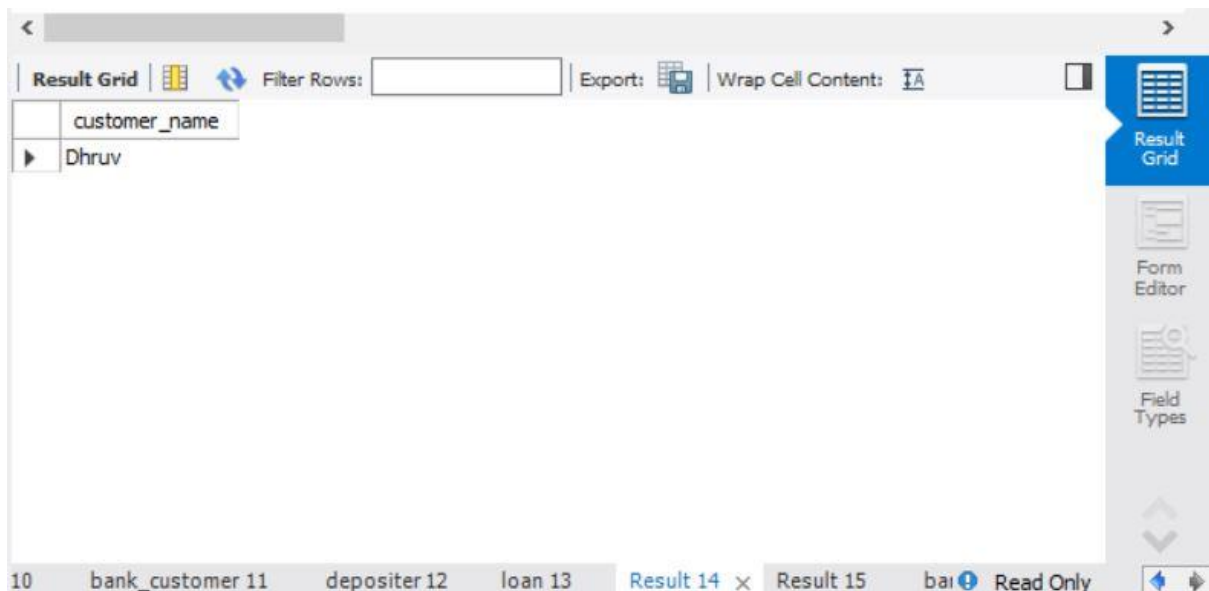 Result Grid Filter Rows: Export: Wrap Cell Content:
customer_name
Dhruv
Result
Grid
Form
Editor
Field
Types
10 bank_customer 11 depositer 12 loan 13 Result 14 Result 15 bar Read Only